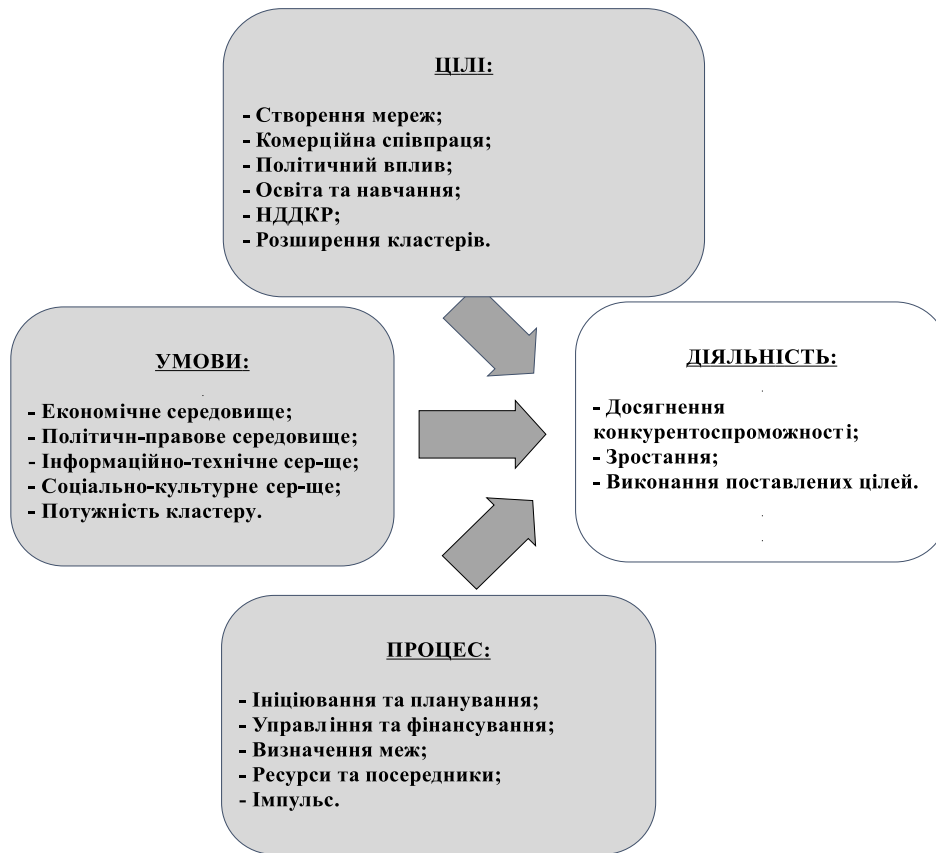 ЦІЛІ:
- Створення мереж;
- Комерційна співпраця;
- Політичний вплив;
- Освіта та навчання;
- НДДКР;
- Розширення кластерів.
УМОВИ:
- Економічне середовище;
- Політичн-правове середовище;
- Інформаційно-технічне сер-ще;
- Соціально-культурне сер-ще;
- Потужність кластеру.
ДІЯЛЬНІСТЬ:
- Досягнення
конкурентоспроможності;
- Зростання;
- Виконання поставлених цілей.
ПРОЦЕС:
- Ініціювання та планування;
- Управління та фінансування;
- Визначення меж;
- Ресурси та посередники;
- Імпульс.